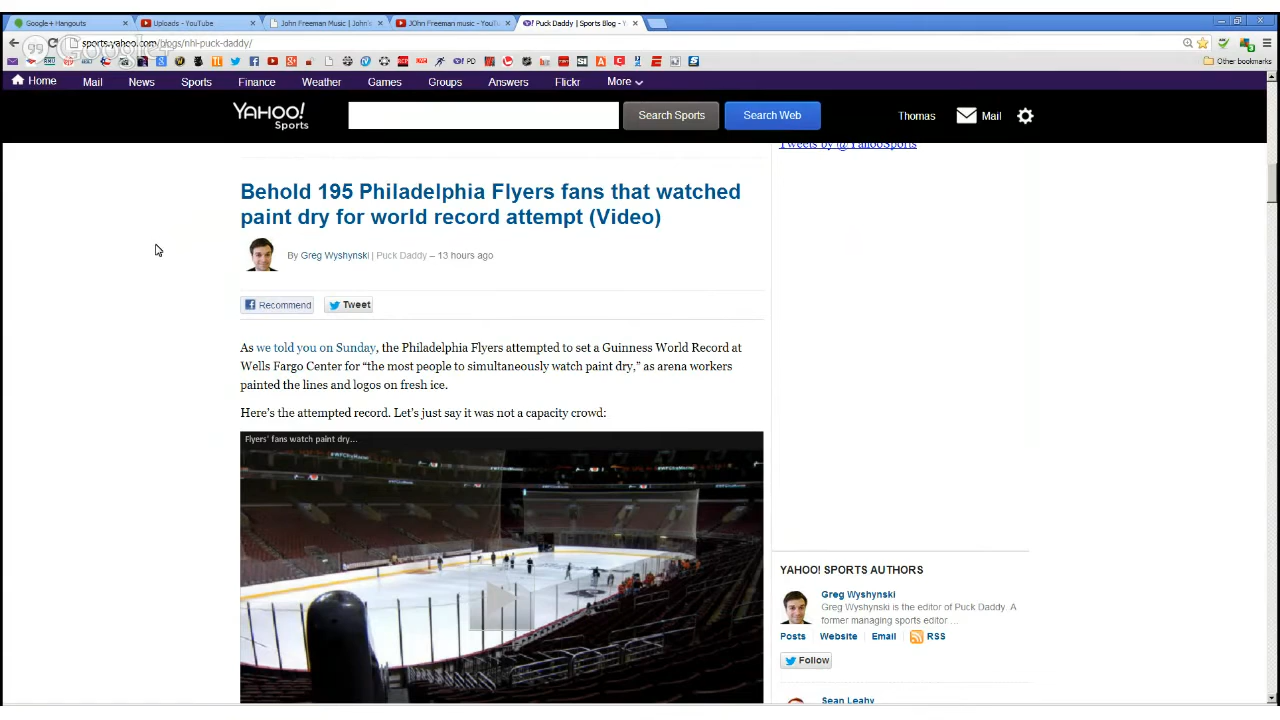 Google+ Hangouts
Uploads - YouTube
John Freeman Music | John's
JOhn Freeman music - YouTu
Puck Daddy | Sports Blog - Y
sports.yahoo.com/blogs/nhl-puck-daddy/
Google+
Other bookmarks
Home Mail News Sports Finance Weather Games Groups Answers Flickr More
YAHOO! Sports
Search Sports
Search Web
Thomas
Mail
Tweets by @YahooSports
Behold 195 Philadelphia Flyers fans that watched
paint dry for world record attempt (Video)
By Greg Wyshynski | Puck Daddy – 13 hours ago
Recommend
Tweet
As we told you on Sunday, the Philadelphia Flyers attempted to set a Guinness World Record at
Wells Fargo Center for “the most people to simultaneously watch paint dry,” as arena workers
painted the lines and logos on fresh ice.
Here’s the attempted record. Let’s just say it was not a capacity crowd:
Flyers' fans watch paint dry...
YAHOO! SPORTS AUTHORS
Greg Wyshynski
Greg Wyshynski is the editor of Puck Daddy. A
former managing sports editor ...
Posts Website Email RSS
Follow
Sean Leahy